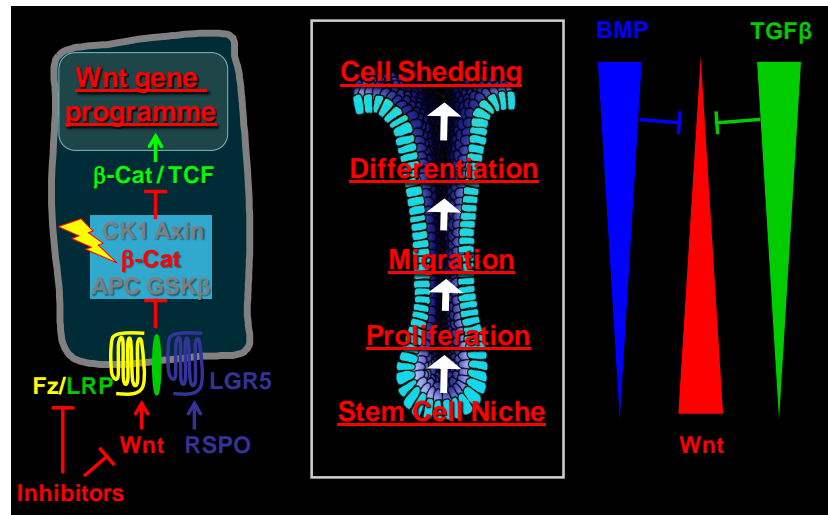 Wnt gene
programme
β-Cat / TCF
CK1 Axin
β-Cat
APC GSKβ
Fz/LRP
LGR5
Wnt
RSPO
Inhibitors
Cell Shedding
Differentiation
Migration
Proliferation
Stem Cell Niche
BMP
TGFβ
Wnt